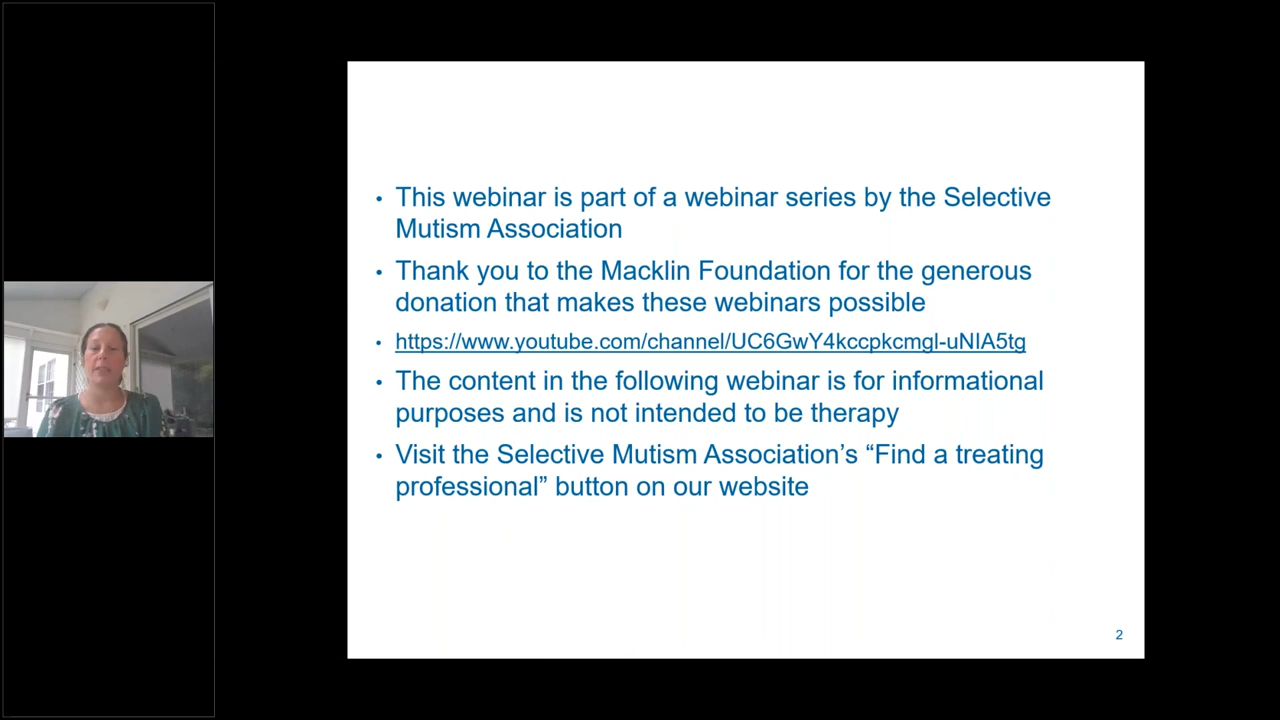 • This webinar is part of a webinar series by the Selective
Mutism Association
• Thank you to the Macklin Foundation for the generous
donation that makes these webinars possible
• https://www.youtube.com/channel/UC6GwY4kccpkcmgl-uNIA5tg
• The content in the following webinar is for informational
purposes and is not intended to be therapy
• Visit the Selective Mutism Association’s “Find a treating
professional” button on our website
2